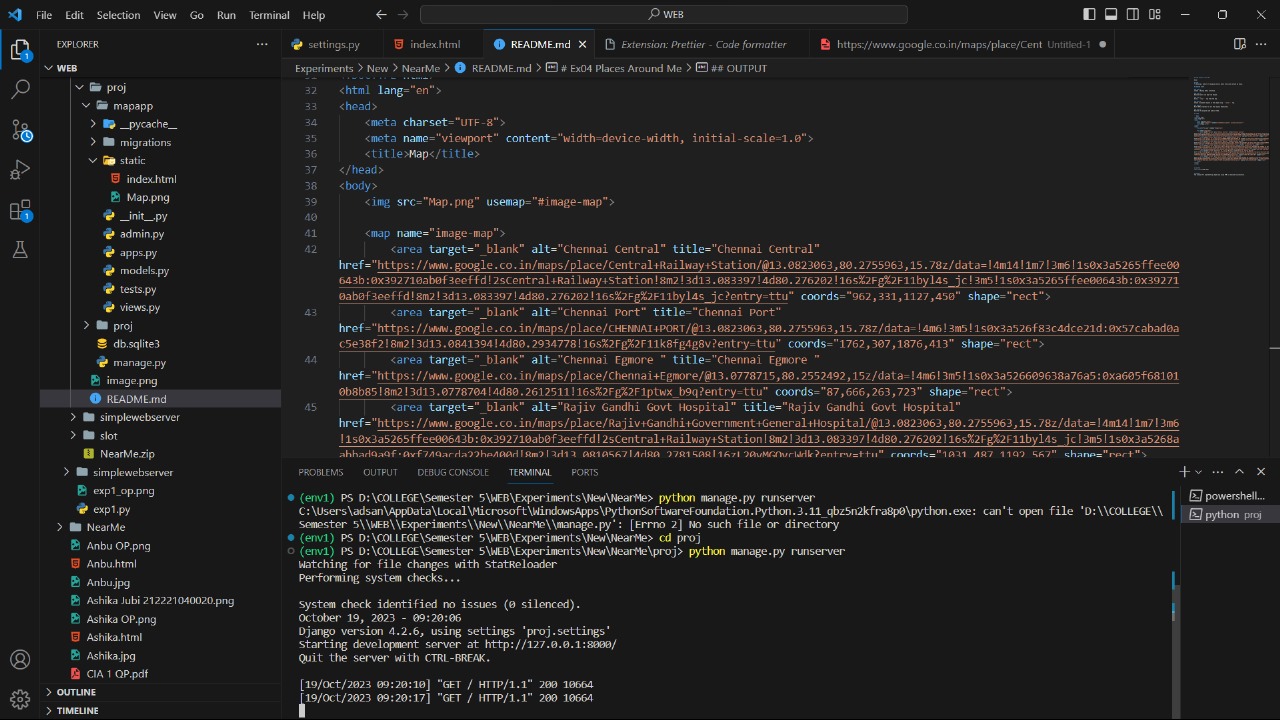 File Edit Selection View Go Run Terminal Help
WEB
EXPLORER
settings.py
index.html
README.md
Extension: Prettier - Code formatter
https://www.google.co.in/maps/place/Cent Untitled-1
WEB
Experiments > New > NearMe > README.md > # Ex04 Places Around Me > ## OUTPUT
proj
mapapp
__pycache__
migrations
static
index.html
Map.png
__init__.py
admin.py
apps.py
models.py
tests.py
views.py
proj
db.sqlite3
manage.py
image.png
README.md
simplewebserver
slot
NearMe.zip
simplewebserver
exp1_op.png
exp1.py
NearMe
Anbu OP.png
Anbu.html
Anbu.jpg
Ashika Jubi 212221040020.png
Ashika OP.png
Ashika.html
Ashika.jpg
CIA 1 QP.pdf
OUTLINE
TIMELINE
32 <html lang="en">
33 <head>
34 <meta charset="UTF-8">
35 <meta name="viewport" content="width=device-width, initial-scale=1.0">
36 <title>Map</title>
37 </head>
38 <body>
39 <img src="Map.png" usemap="#image-map">
40
41 <map name="image-map">
42 <area target="_blank" alt="Chennai Central" title="Chennai Central"
href="https://www.google.co.in/maps/place/Central+Railway+Station/@13.0823063,80.2755963,15.78z/data=!4m14!1m7!3m6!1s0x3a5265ffee00
643b:0x392710ab0f3eeffd!2sCentral+Railway+Station!8m2!3d13.083397!4d80.276202!16s%2Fg%2F11byl4s_jc!3m5!1s0x3a5265ffee00643b:0x39271
0ab0f3eeffd!8m2!3d13.083397!4d80.276202!16s%2Fg%2F11byl4s_jc?entry=ttu" coords="962,331,1127,450" shape="rect">
43 <area target="_blank" alt="Chennai Port" title="Chennai Port"
href="https://www.google.co.in/maps/place/CHENNAI+PORT/@13.0823063,80.2755963,15.78z/data=!4m6!3m5!1s0x3a526f83c4dce21d:0x57cabad0a
c5e38f2!8m2!3d13.0841394!4d80.2934778!16s%2Fg%2F11k8fg4g8v?entry=ttu" coords="1762,307,1876,413" shape="rect">
44 <area target="_blank" alt="Chennai Egmore " title="Chennai Egmore "
href="https://www.google.co.in/maps/place/Chennai+Egmore/@13.0778715,80.2552492,15z/data=!4m6!3m5!1s0x3a526609638a76a5:0xa605f68101
0b8b85!8m2!3d13.0778704!4d80.2612511!16s%2Fg%2F1ptwx_b9q?entry=ttu" coords="87,666,263,723" shape="rect">
45 <area target="_blank" alt="Rajiv Gandhi Govt Hospital" title="Rajiv Gandhi Govt Hospital"
href="https://www.google.co.in/maps/place/Rajiv+Gandhi+Government+General+Hospital/@13.0823063,80.2755963,15.78z/data=!4m14!1m7!3m6
!1s0x3a5265ffee00643b:0x392710ab0f3eeffd!2sCentral+Railway+Station!8m2!3d13.083397!4d80.276202!16s%2Fg%2F11byl4s_jc!3m5!1s0x3a5268a
PROBLEMS OUTPUT DEBUG CONSOLE TERMINAL PORTS
(env1) PS D:\COLLEGE\Semester 5\WEB\Experiments\New\NearMe> python manage.py runserver
C:\Users\adsan\AppData\Local\Microsoft\WindowsApps\PythonSoftwareFoundation.Python.3.11_qbz5n2kfra8p0\python.exe: can't open file 'D:\\COLLEGE\\
Semester 5\\WEB\\Experiments\\New\\NearMe\\manage.py': [Errno 2] No such file or directory
(env1) PS D:\COLLEGE\Semester 5\WEB\Experiments\New\NearMe> cd proj
(env1) PS D:\COLLEGE\Semester 5\WEB\Experiments\New\NearMe\proj> python manage.py runserver
Watching for file changes with StatReloader
Performing system checks...
System check identified no issues (0 silenced).
October 19, 2023 - 09:20:06
Django version 4.2.6, using settings 'proj.settings'
Starting development server at http://127.0.0.1:8000/
Quit the server with CTRL-BREAK.
[19/Oct/2023 09:20:10] "GET / HTTP/1.1" 200 10664
[19/Oct/2023 09:20:17] "GET / HTTP/1.1" 200 10664
powershell...
python proj